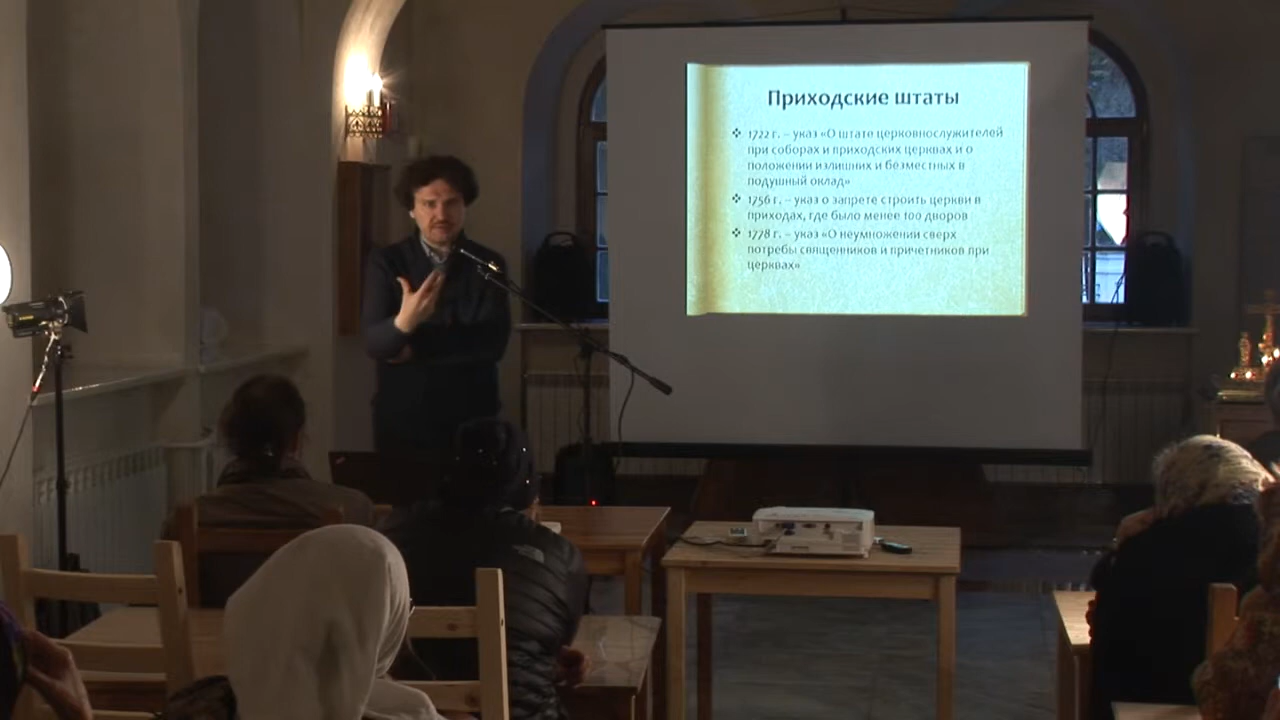 Приходские штаты
❖ 1722 г. – указ «О штате церковнослужителей
при соборах и приходских церквах и о
положении излишних и безместных в
подушный оклад»
❖ 1756 г. – указ о запрете строить церкви в
приходах, где было менее 100 дворов
❖ 1778 г. – указ «О неумножении сверх
потребы священников и причетников при
церквах»